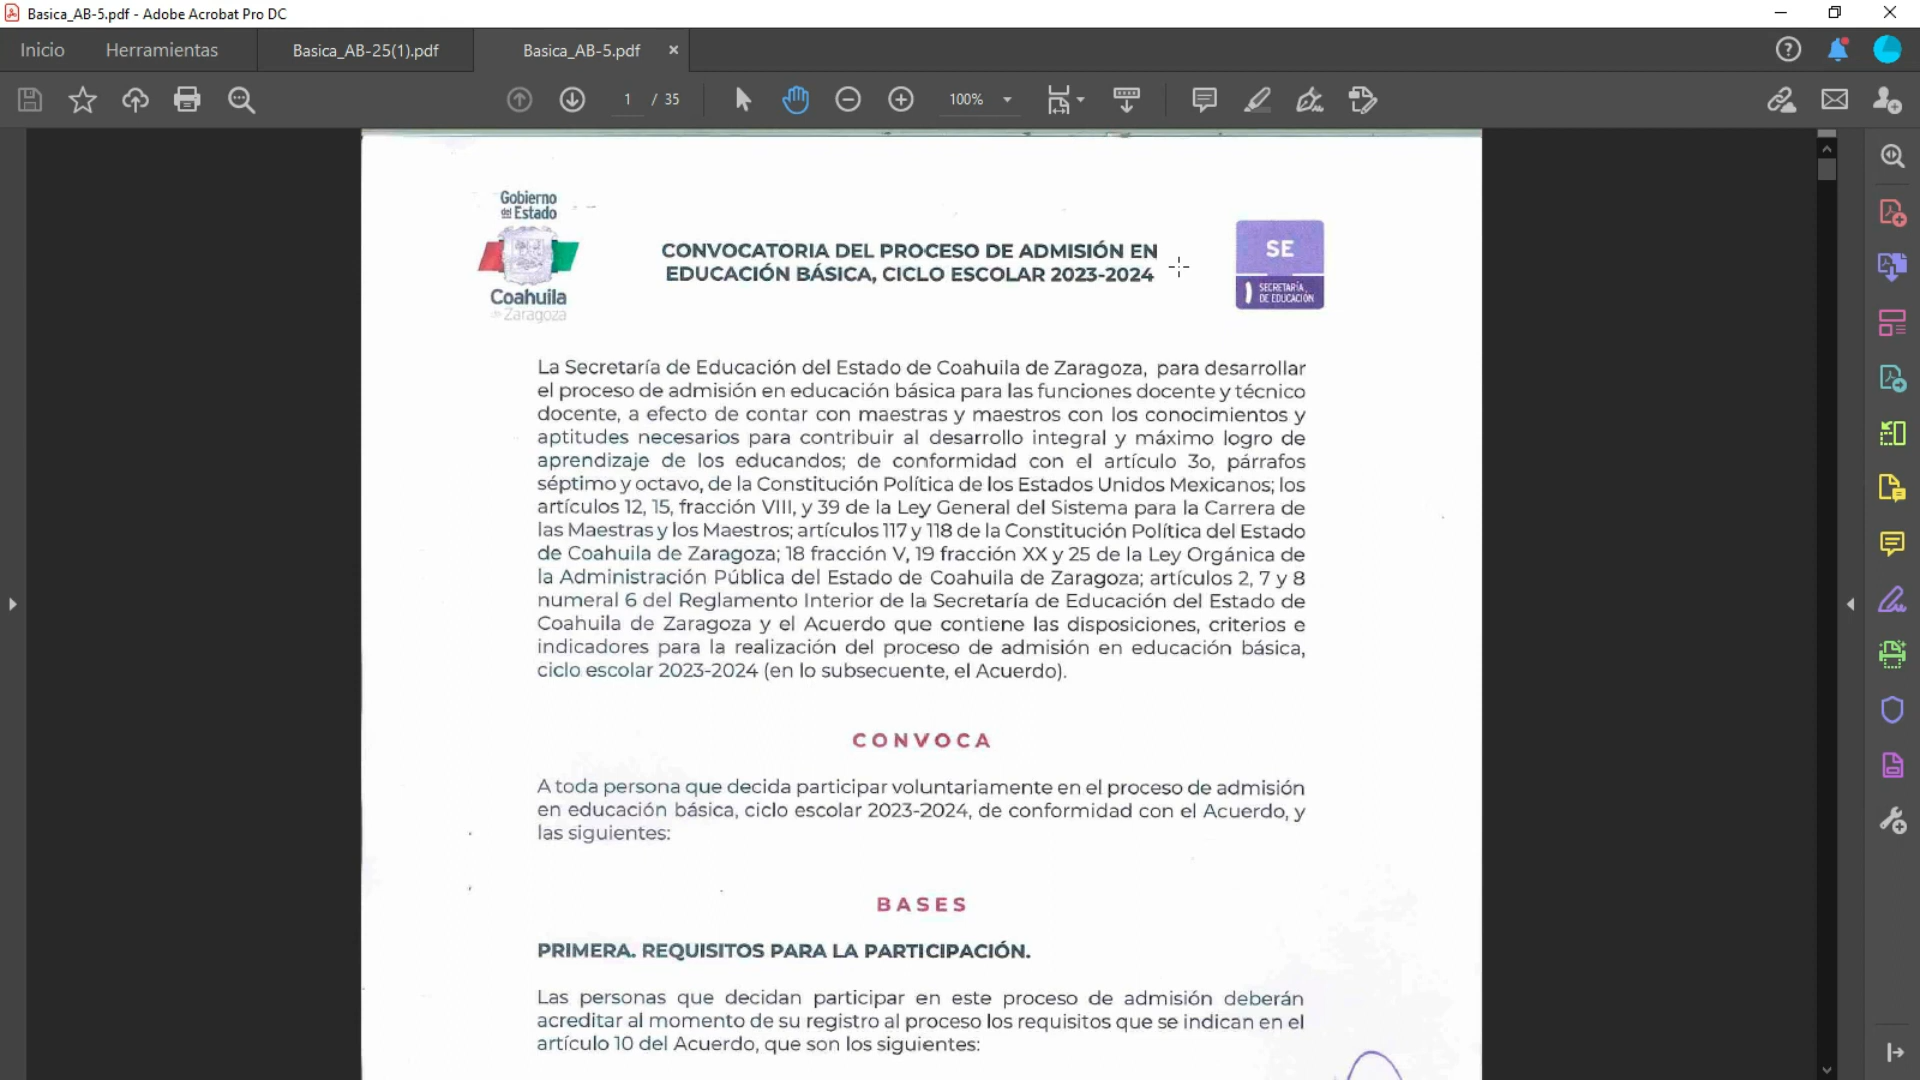 Basica_AB-5.pdf - Adobe Acrobat Pro DC
Inicio
Herramientas
Basica_AB-25(1).pdf
Basica_AB-5.pdf
1 / 35
100%
Gobierno
del Estado
Coahuila
de Zaragoza
CONVOCATORIA DEL PROCESO DE ADMISIÓN EN
EDUCACIÓN BÁSICA, CICLO ESCOLAR 2023-2024
SE
SECRETARÍA
DE EDUCACIÓN
La Secretaría de Educación del Estado de Coahuila de Zaragoza, para desarrollar
el proceso de admisión en educación básica para las funciones docente y técnico
docente, a efecto de contar con maestras y maestros con los conocimientos y
aptitudes necesarios para contribuir al desarrollo integral y máximo logro de
aprendizaje de los educandos; de conformidad con el artículo 3o, párrafos
séptimo y octavo, de la Constitución Política de los Estados Unidos Mexicanos; los
artículos 12, 15, fracción VIII, y 39 de la Ley General del Sistema para la Carrera de
las Maestras y los Maestros; artículos 117 y 118 de la Constitución Política del Estado
de Coahuila de Zaragoza; 18 fracción V, 19 fracción XX y 25 de la Ley Orgánica de
la Administración Pública del Estado de Coahuila de Zaragoza; artículos 2, 7 y 8
numeral 6 del Reglamento Interior de la Secretaría de Educación del Estado de
Coahuila de Zaragoza y el Acuerdo que contiene las disposiciones, criterios e
indicadores para la realización del proceso de admisión en educación básica,
ciclo escolar 2023-2024 (en lo subsecuente, el Acuerdo).
CONVOCA
A toda persona que decida participar voluntariamente en el proceso de admisión
en educación básica, ciclo escolar 2023-2024, de conformidad con el Acuerdo, y
las siguientes:
BASES
PRIMERA. REQUISITOS PARA LA PARTICIPACIÓN.
Las personas que decidan participar en este proceso de admisión deberán
acreditar al momento de su registro al proceso los requisitos que se indican en el
artículo 10 del Acuerdo, que son los siguientes: